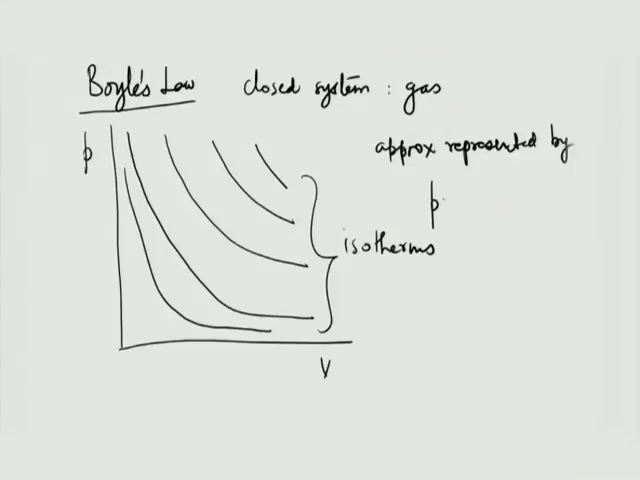 Boyle's Law closed system : gas
p
approx represented by
p
isotherms
V